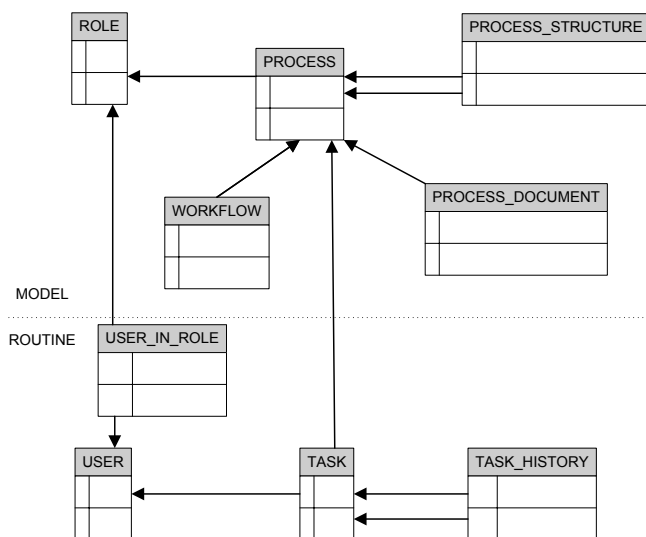 ROLE
PROCESS_STRUCTURE
PROCESS
WORKFLOW
PROCESS_DOCUMENT
MODEL
ROUTINE
USER_IN_ROLE
USER
TASK
TASK_HISTORY